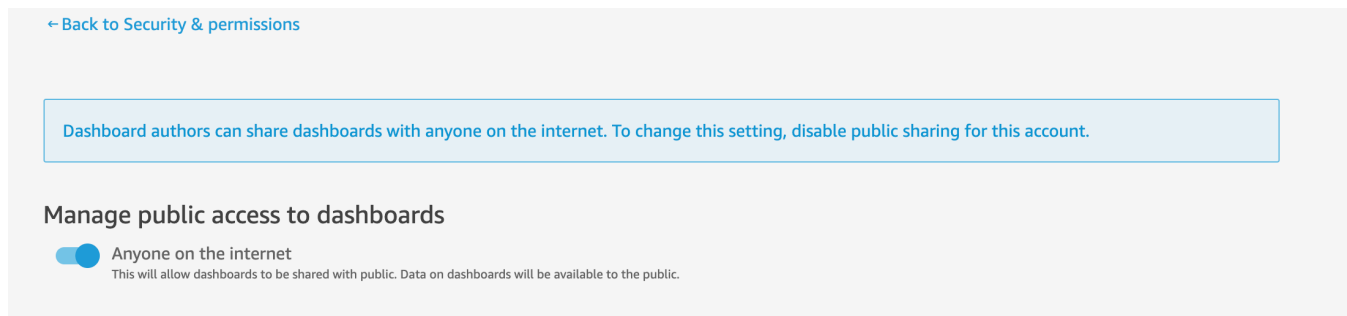 ←Back to Security & permissions
Dashboard authors can share dashboards with anyone on the internet. To change this setting, disable public sharing for this account.
Manage public access to dashboards
Anyone on the internet
This will allow dashboards to be shared with public. Data on dashboards will be available to the public.